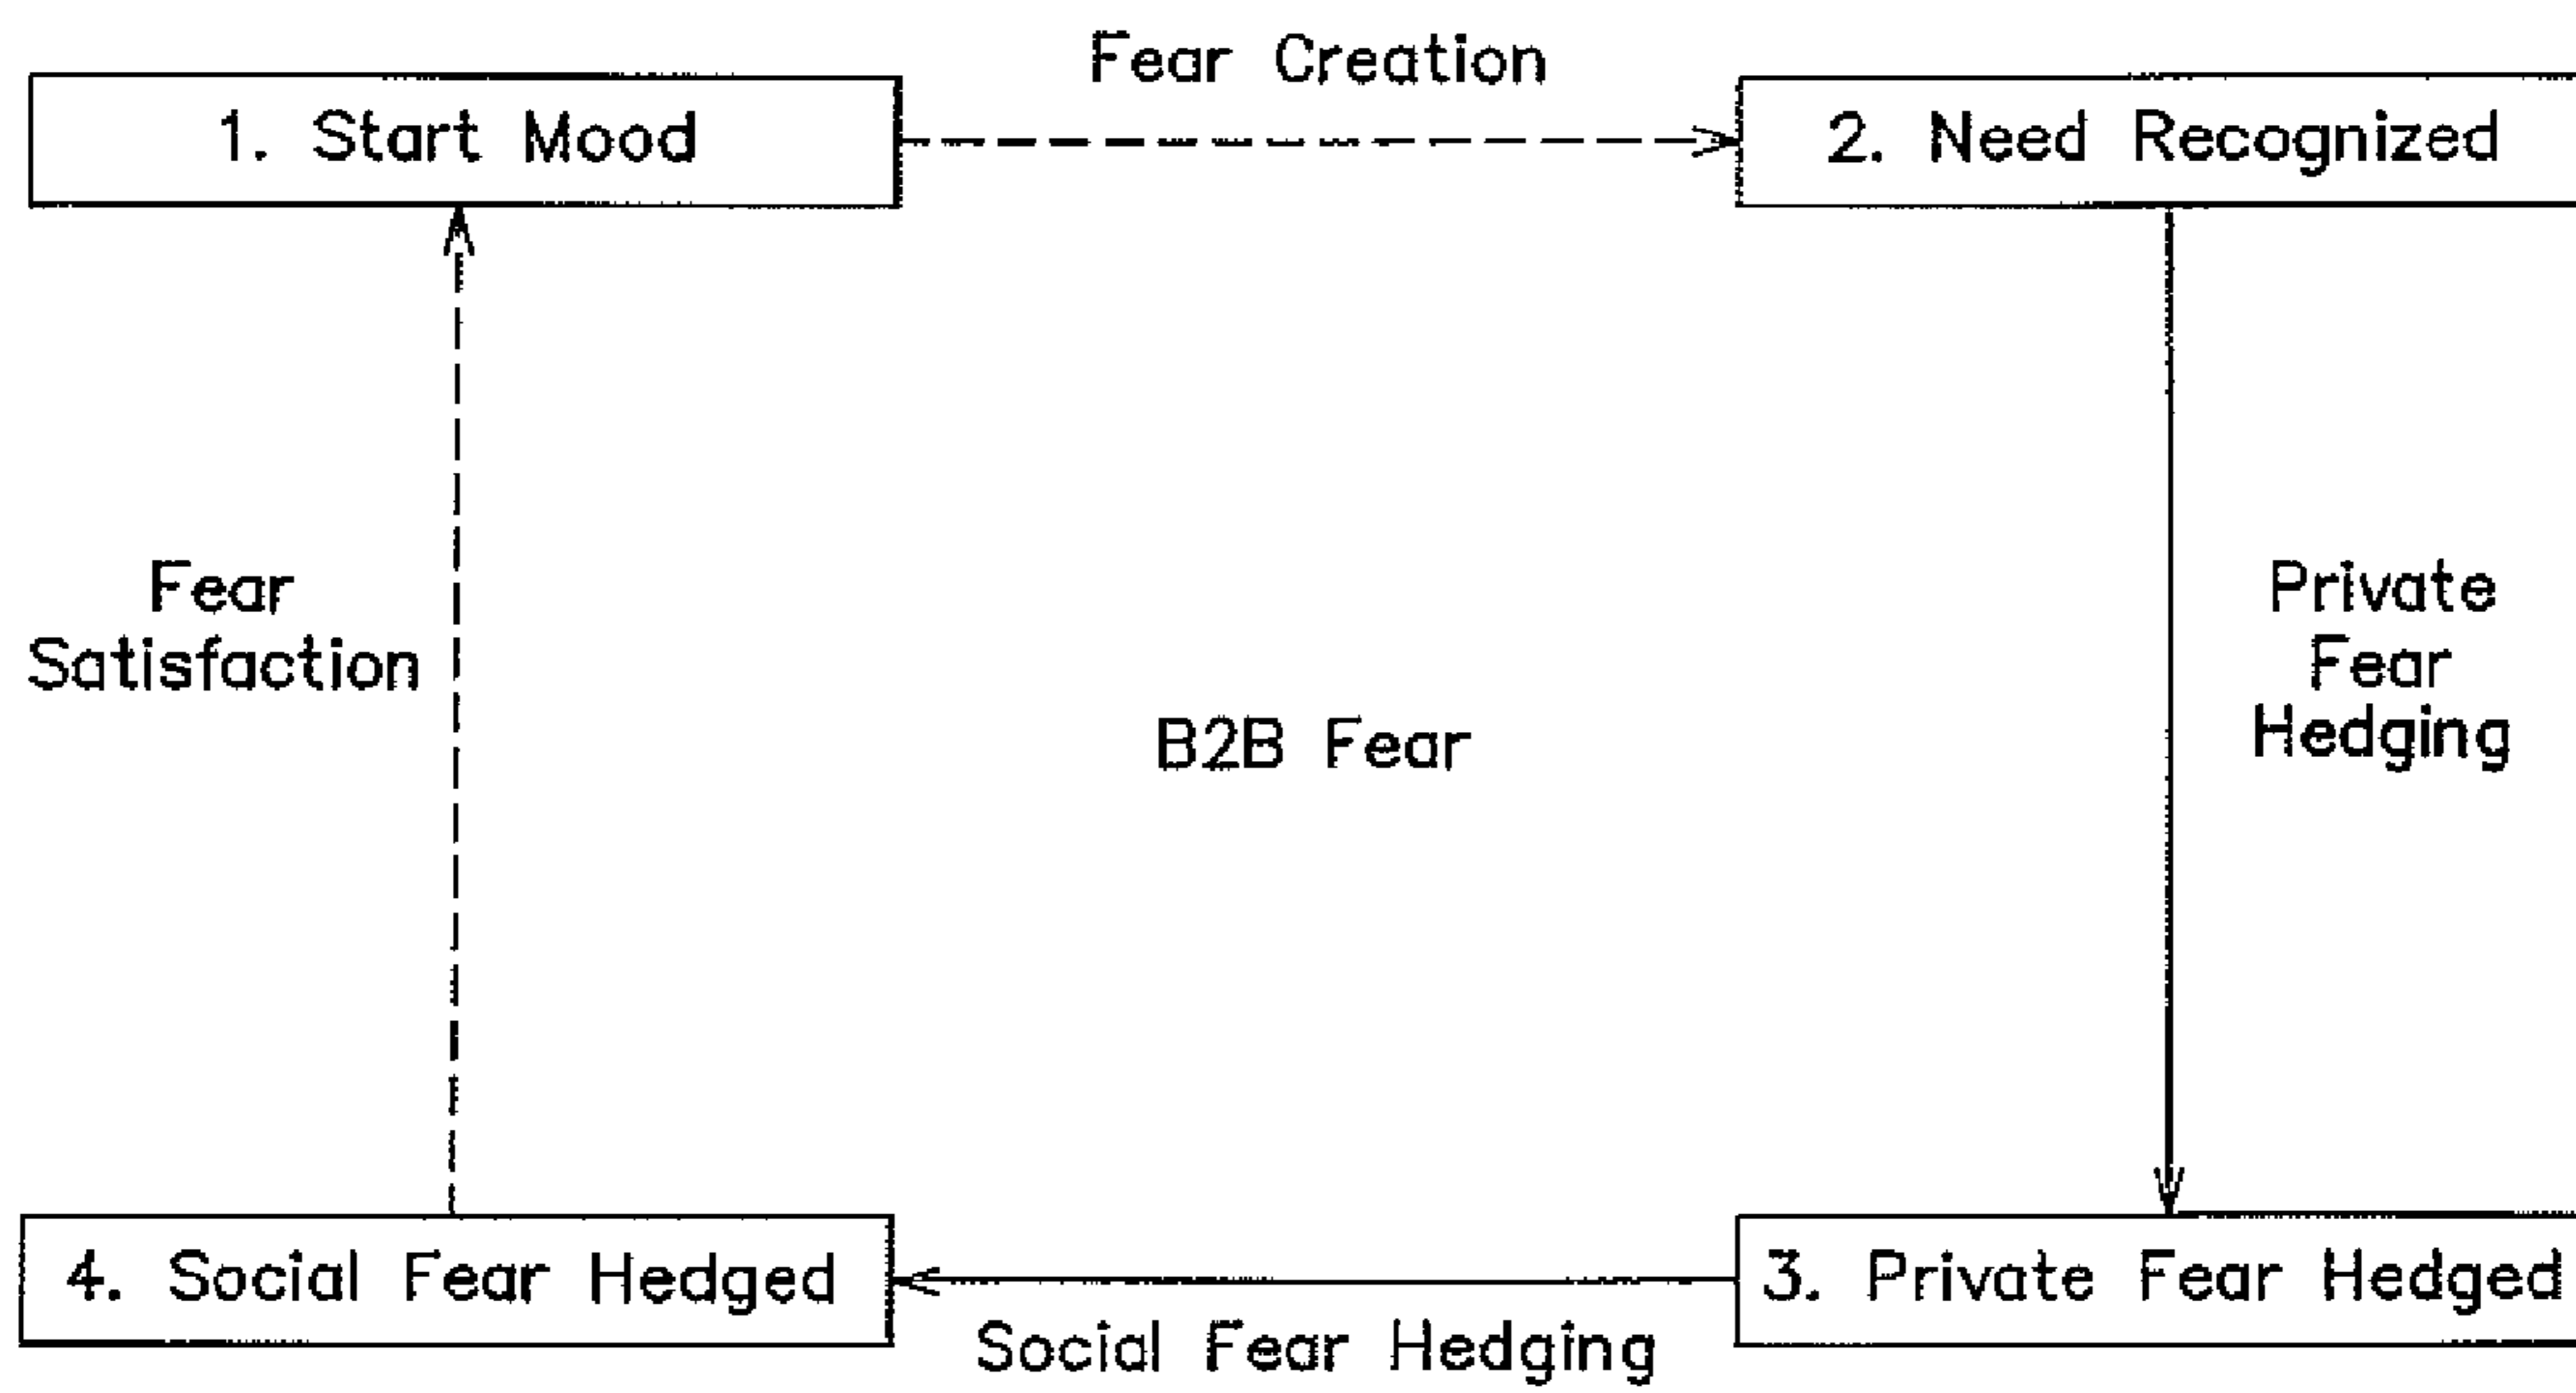 Fear Creation
1. Start Mood
2. Need Recognized
Fear
Satisfaction
B2B Fear
Private
Fear
Hedging
4. Social Fear Hedged
3. Private Fear Hedged
Social Fear Hedging